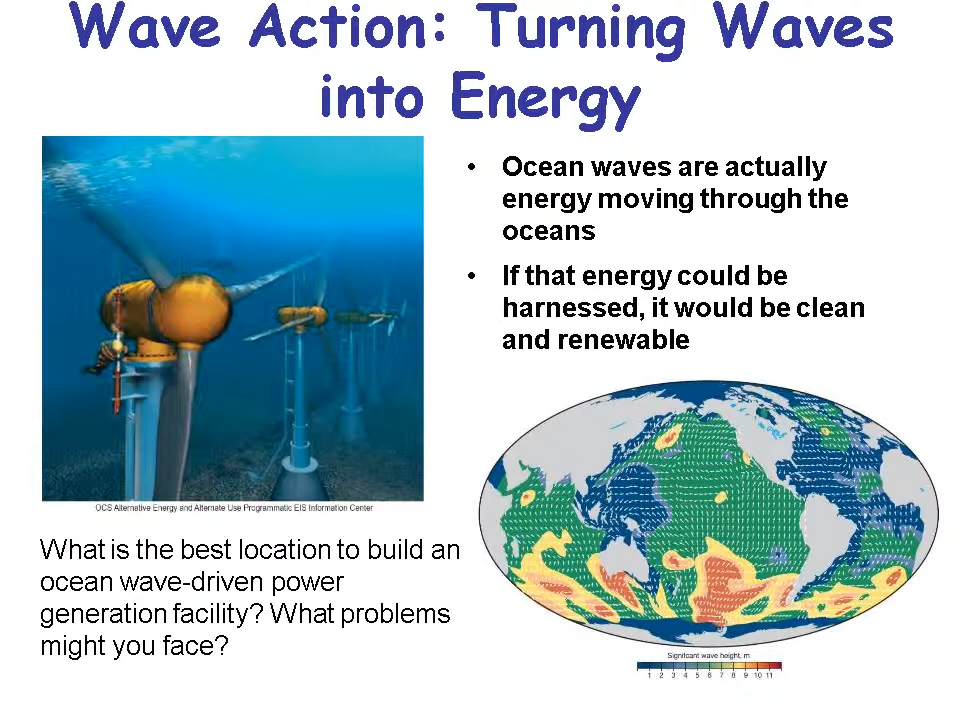 Wave Action: Turning Waves
into Energy
• Ocean waves are actually
energy moving through the
oceans
• If that energy could be
harnessed, it would be clean
and renewable
OCS Alternative Energy and Alternate Use Programmatic EIS Information Center
What is the best location to build an
ocean wave-driven power
generation facility? What problems
might you face?
Significant wave height, m
1 2 3 4 5 6 7 8 9 10 11